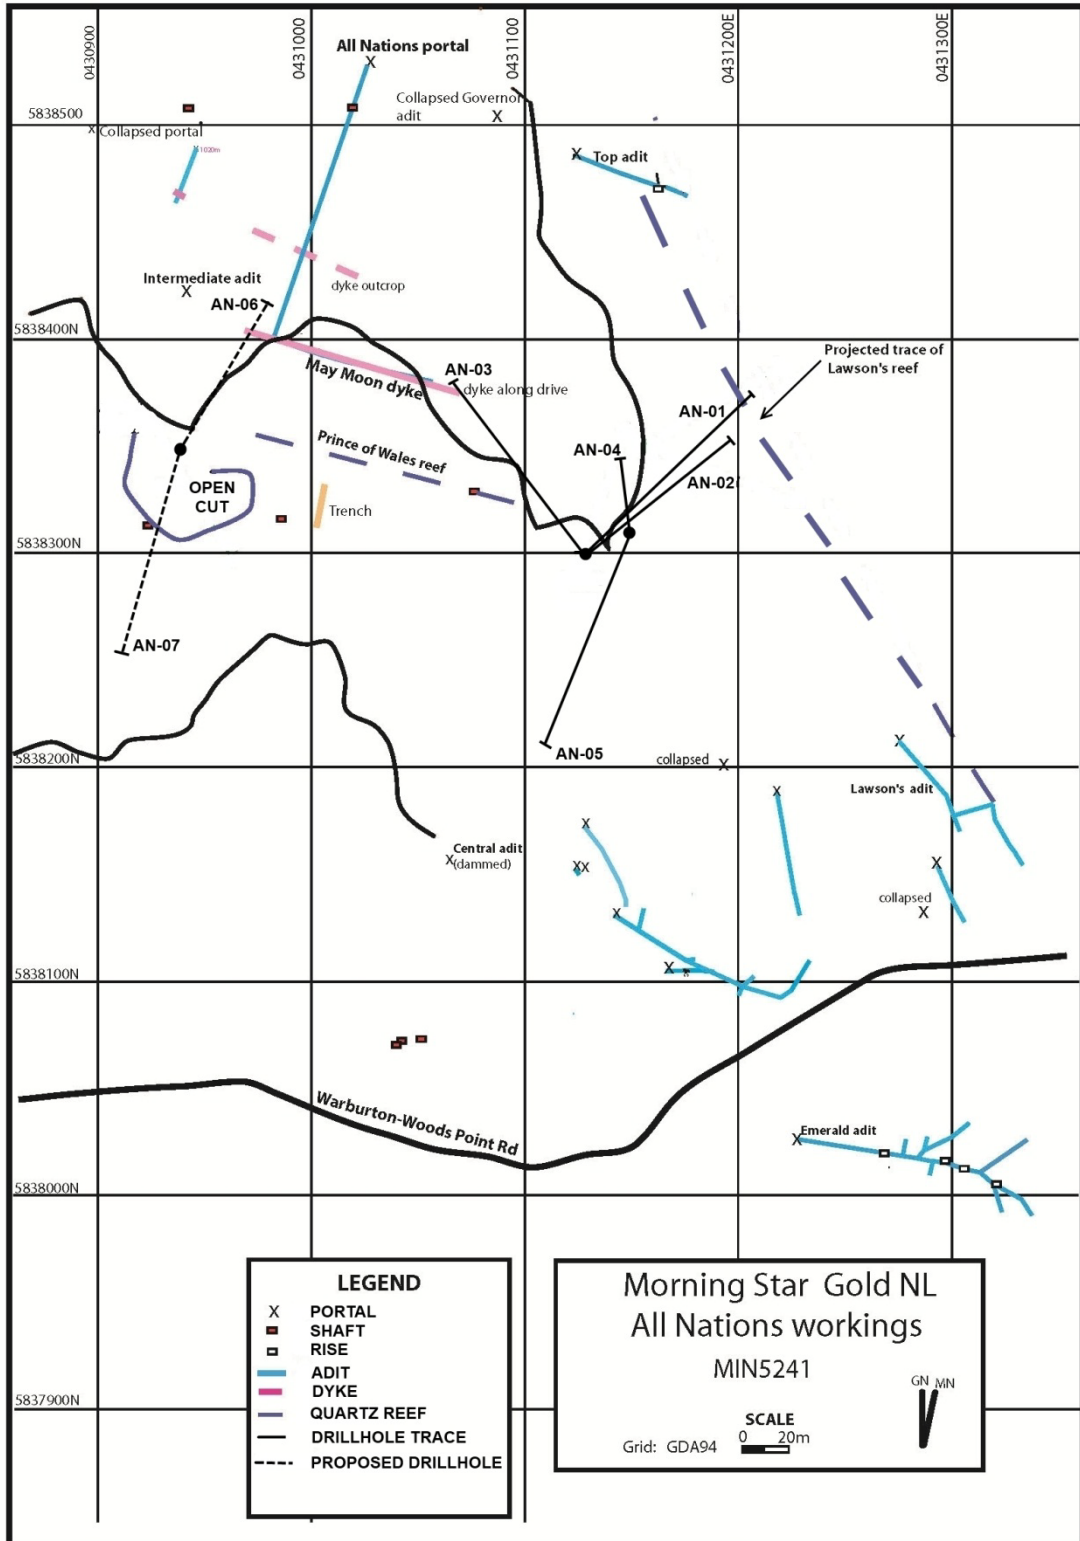 0430900
0431000
0431100
0431200E
0431300E
All Nations portal
Collapsed Governor
adit
5838500
Collapsed portal
1020m
Top adit
dyke outcrop
Intermediate adit
AN-06
5838400N
Projected trace of
Lawson's reef
AN-03
May Moon dyke
dyke along drive
AN-01
AN-04
AN-02
Prince of Wales reef
OPEN
CUT
Trench
5838300N
AN-07
AN-05
collapsed
5838200N
Lawson's adit
Central adit
(dammed)
collapsed
5838100N
Warburton-Woods Point Rd
Emerald adit
5838000N
LEGEND
X PORTAL
SHAFT
RISE
ADIT
DYKE
QUARTZ REEF
DRILLHOLE TRACE
PROPOSED DRILLHOLE
Morning Star Gold NL
All Nations workings
MIN5241
GN MN
SCALE
0 20m
Grid: GDA94
5837900N